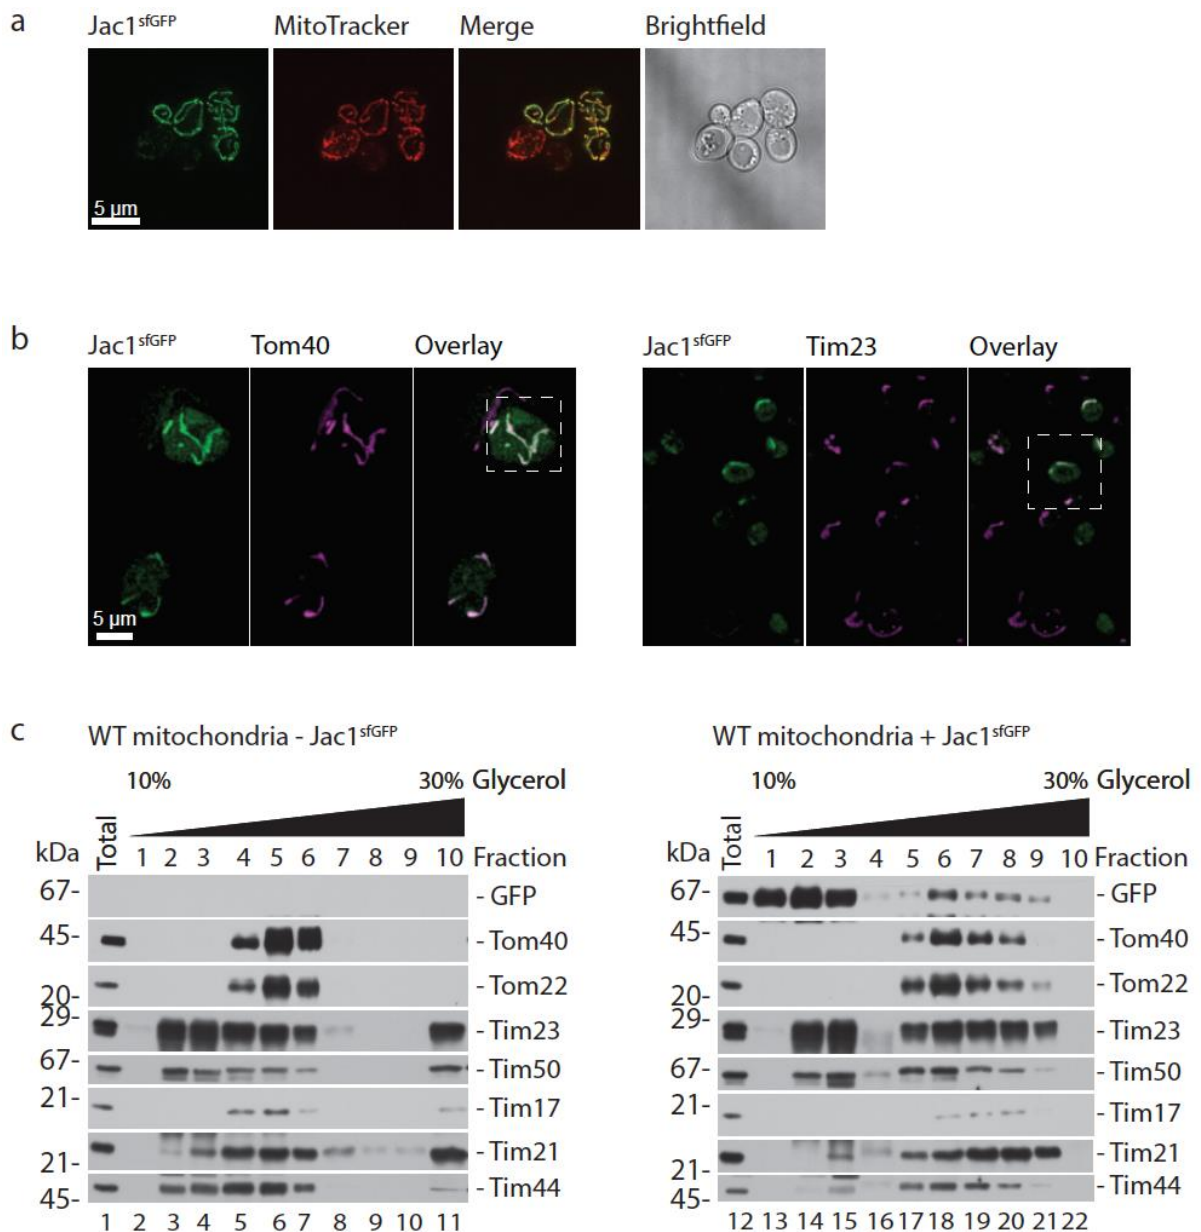 a
Jac1sfGFP MitoTracker Merge Brightfield
5 µm
b
Jac1sfGFP Tom40 Overlay Jac1sfGFP Tim23 Overlay
5 µm
c
WT mitochondria - Jac1sfGFP
10% 30% Glycerol
kDa Total 1 2 3 4 5 6 7 8 9 10 Fraction
67- - GFP
45- - Tom40
20- - Tom22
29- - Tim23
67- - Tim50
21- - Tim17
21- - Tim21
45- - Tim44
1 2 3 4 5 6 7 8 9 10 11
WT mitochondria + Jac1sfGFP
10% 30% Glycerol
kDa Total 1 2 3 4 5 6 7 8 9 10 Fraction
67- - GFP
45- - Tom40
20- - Tom22
29- - Tim23
67- - Tim50
21- - Tim17
21- - Tim21
45- - Tim44
12 13 14 15 16 17 18 19 20 21 22